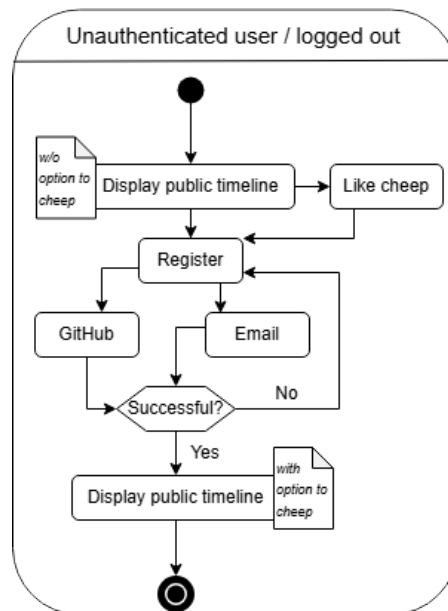 Unauthenticated user / logged out
w/o
option to
cheep
Display public timeline
Like cheep
Register
GitHub
Email
Successful?
No
Yes
Display public timeline
with
option to
cheep